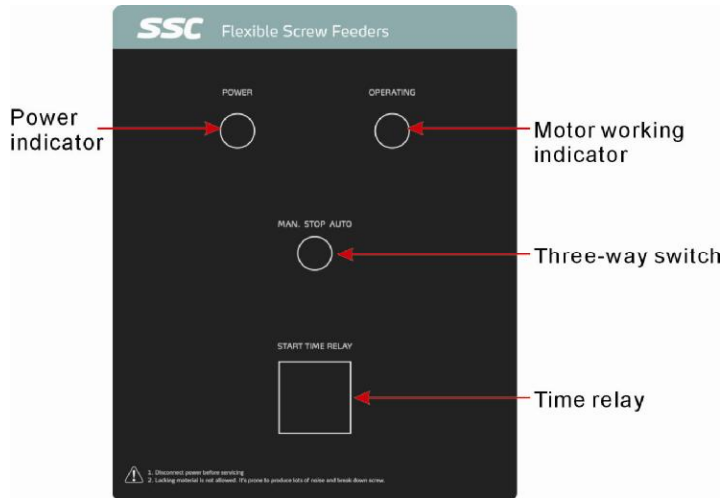 SSC Flexible Screw Feeders
POWER OPERATING
Power
indicator
Motor working
indicator
MAN. STOP AUTO
Three-way switch
START TIME RELAY
Time relay
1. Disconnect power before servicing
2. Lacking material is not allowed. It's prone to produce lots of noise and break down screw.